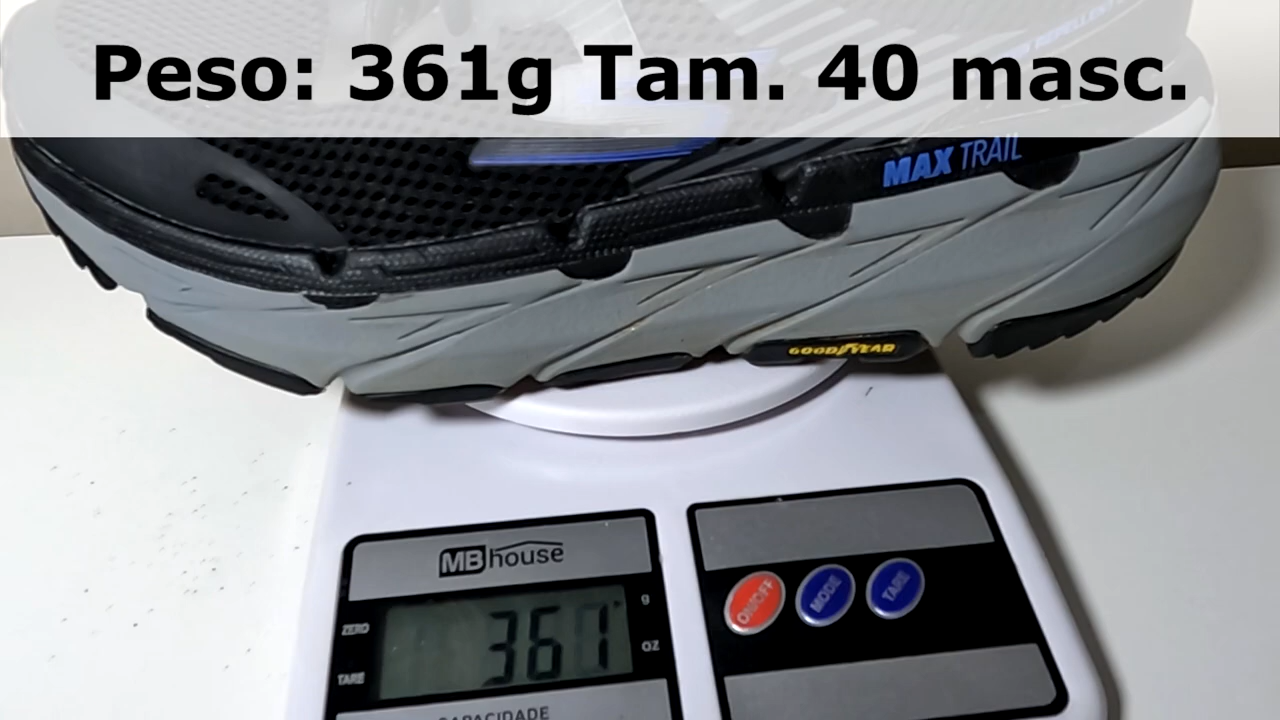 Peso: 361g Tam. 40 masc.
MAX TRAIL
GOODYEAR
MB house
ON/OFF
MODE
TARE
361
g
ZERO
OZ
TARE
CAPACIDADE